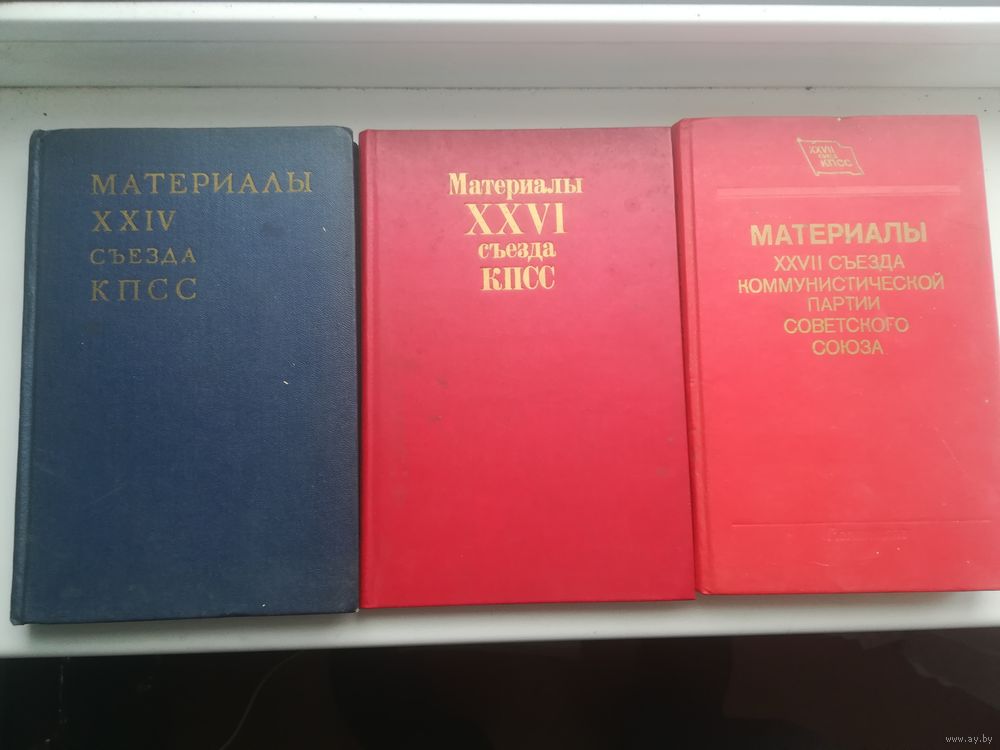 МАТЕРИАЛЫ
XXIV
СЪЕЗДА
КПСС
Материалы
XXVI
съезда
КПСС
XXVII
СЪЕЗД
КПСС
МАТЕРИАЛЫ
XXVII СЪЕЗДА
КОММУНИСТИЧЕСКОЙ
ПАРТИИ
СОВЕТСКОГО
СОЮЗА
www.ay.by